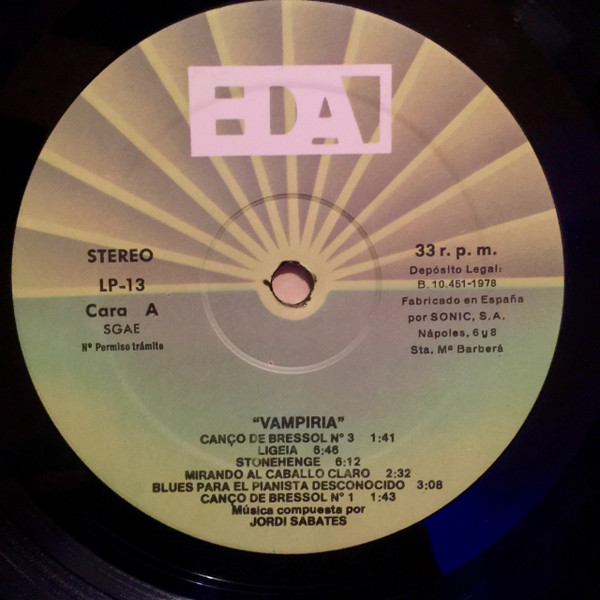 EDA
STEREO
LP-13
Cara A
SGAE
Nº Permiso trámite
33 r. p. m.
Depósito Legal:
B. 10.451-1978
Fabricado en España
por SONIC, S.A.
Nápoles, 6 y 8
Sta. Mª Barberá
"VAMPIRIA"
CANÇO DE BRESSOL Nº 3 1:41
LIGEIA 6:46
STONEHENGE 6:12
MIRANDO AL CABALLO CLARO 2:32
BLUES PARA EL PIANISTA DESCONOCIDO 3:08
CANÇO DE BRESSOL Nº 1 1:43
Música compuesta por
JORDI SABATES